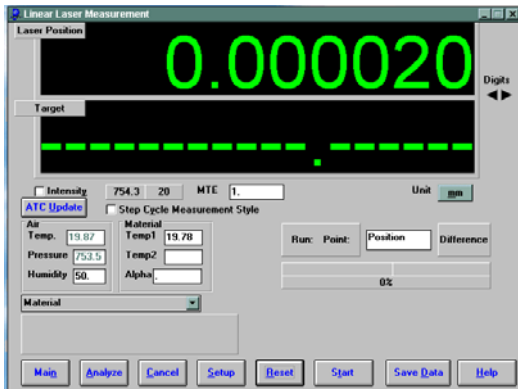 Linear Laser Measurement
Laser Position
0.000020
Digits
Target
------------.------
Intensity 754.3 20 MTE 1. Unit mm
ATC Update Step Cycle Measurement Style
Air Material
Temp. 19.87 Temp1 19.78 Run: Point: Position Difference
Pressure 753.5 Temp2
Humidity 50. Alpha .
0%
Material
Main Analyze Cancel Setup Reset Start Save Data Help